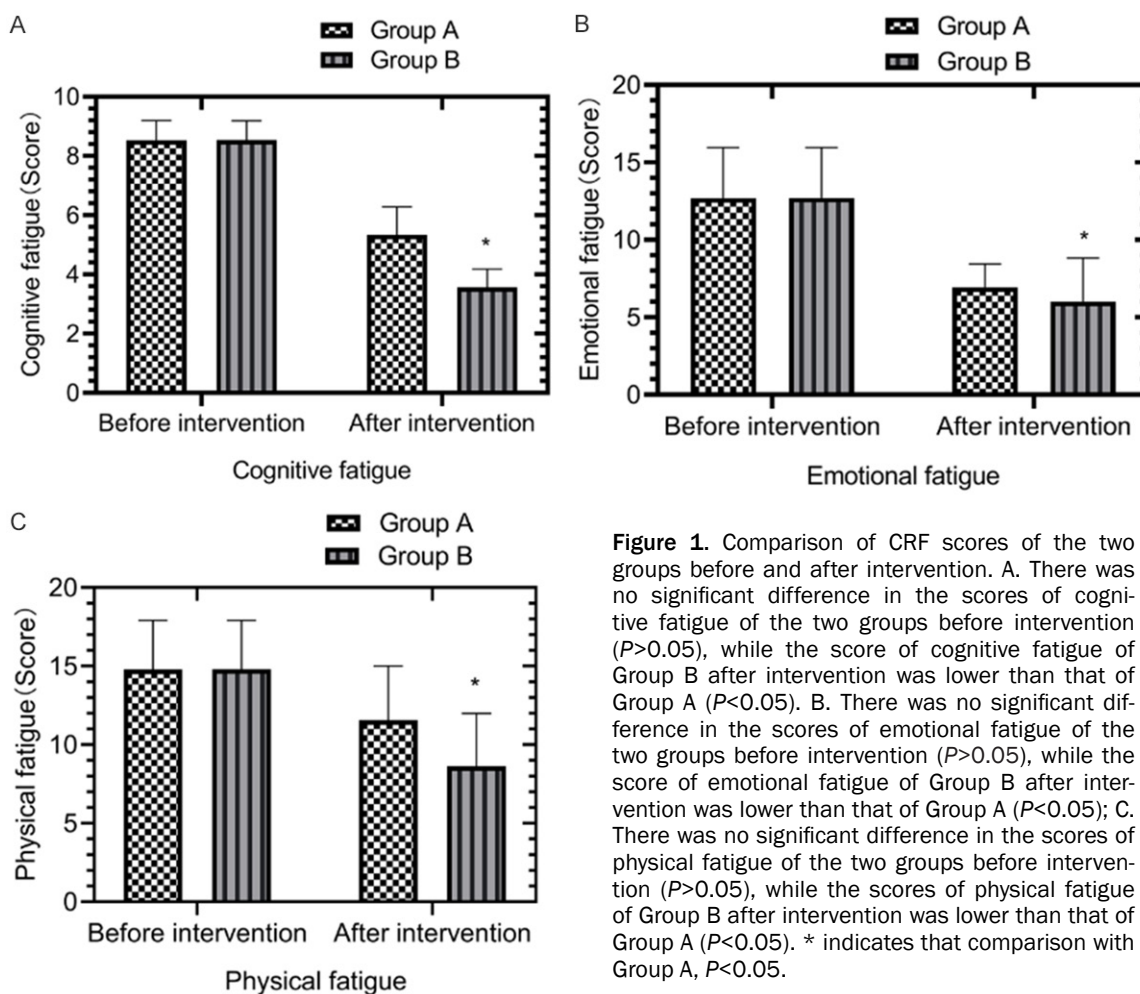 A
Group A
Group B
Cognitive fatigue (Score)
10
8
6
4
2
0
*
Before intervention
After intervention
Cognitive fatigue
B
Group A
Group B
Emotional fatigue (Score)
20
15
10
5
0
*
Before intervention
After intervention
Emotional fatigue
C
Group A
Group B
Physical fatigue (Score)
20
15
10
5
0
*
Before intervention
After intervention
Physical fatigue
Figure 1. Comparison of CRF scores of the two
groups before and after intervention. A. There was
no significant difference in the scores of cogni-
tive fatigue of the two groups before intervention
(P>0.05), while the score of cognitive fatigue of
Group B after intervention was lower than that of
Group A (P<0.05). B. There was no significant dif-
ference in the scores of emotional fatigue of the
two groups before intervention (P>0.05), while the
score of emotional fatigue of Group B after inter-
vention was lower than that of Group A (P<0.05); C.
There was no significant difference in the scores of
physical fatigue of the two groups before interven-
tion (P>0.05), while the scores of physical fatigue
of Group B after intervention was lower than that of
Group A (P<0.05). * indicates that comparison with
Group A, P<0.05.